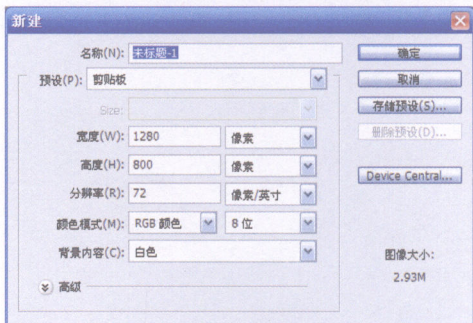 新建
名称(N): 未标题-1
确定
预设(P): 剪贴板
取消
Size:
存储预设(S)...
宽度(W): 1280 像素
删除预设(D)...
高度(H): 800 像素
分辨率(R): 72 像素/英寸
Device Central...
颜色模式(M): RGB 颜色 8 位
背景内容(C): 白色
图像大小:
2.93M
高级